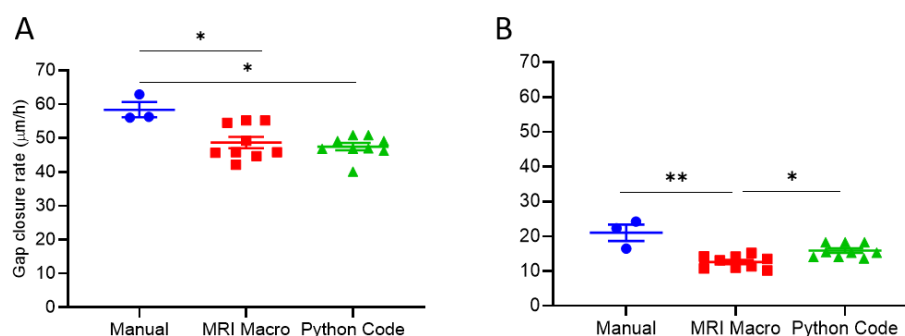 A
*
*
Gap closure rate (μm/h)
70
60
50
40
30
20
10
0
Manual
MRI Macro
Python Code
B
**
*
70
60
50
40
30
20
10
0
Manual
MRI Macro
Python Code